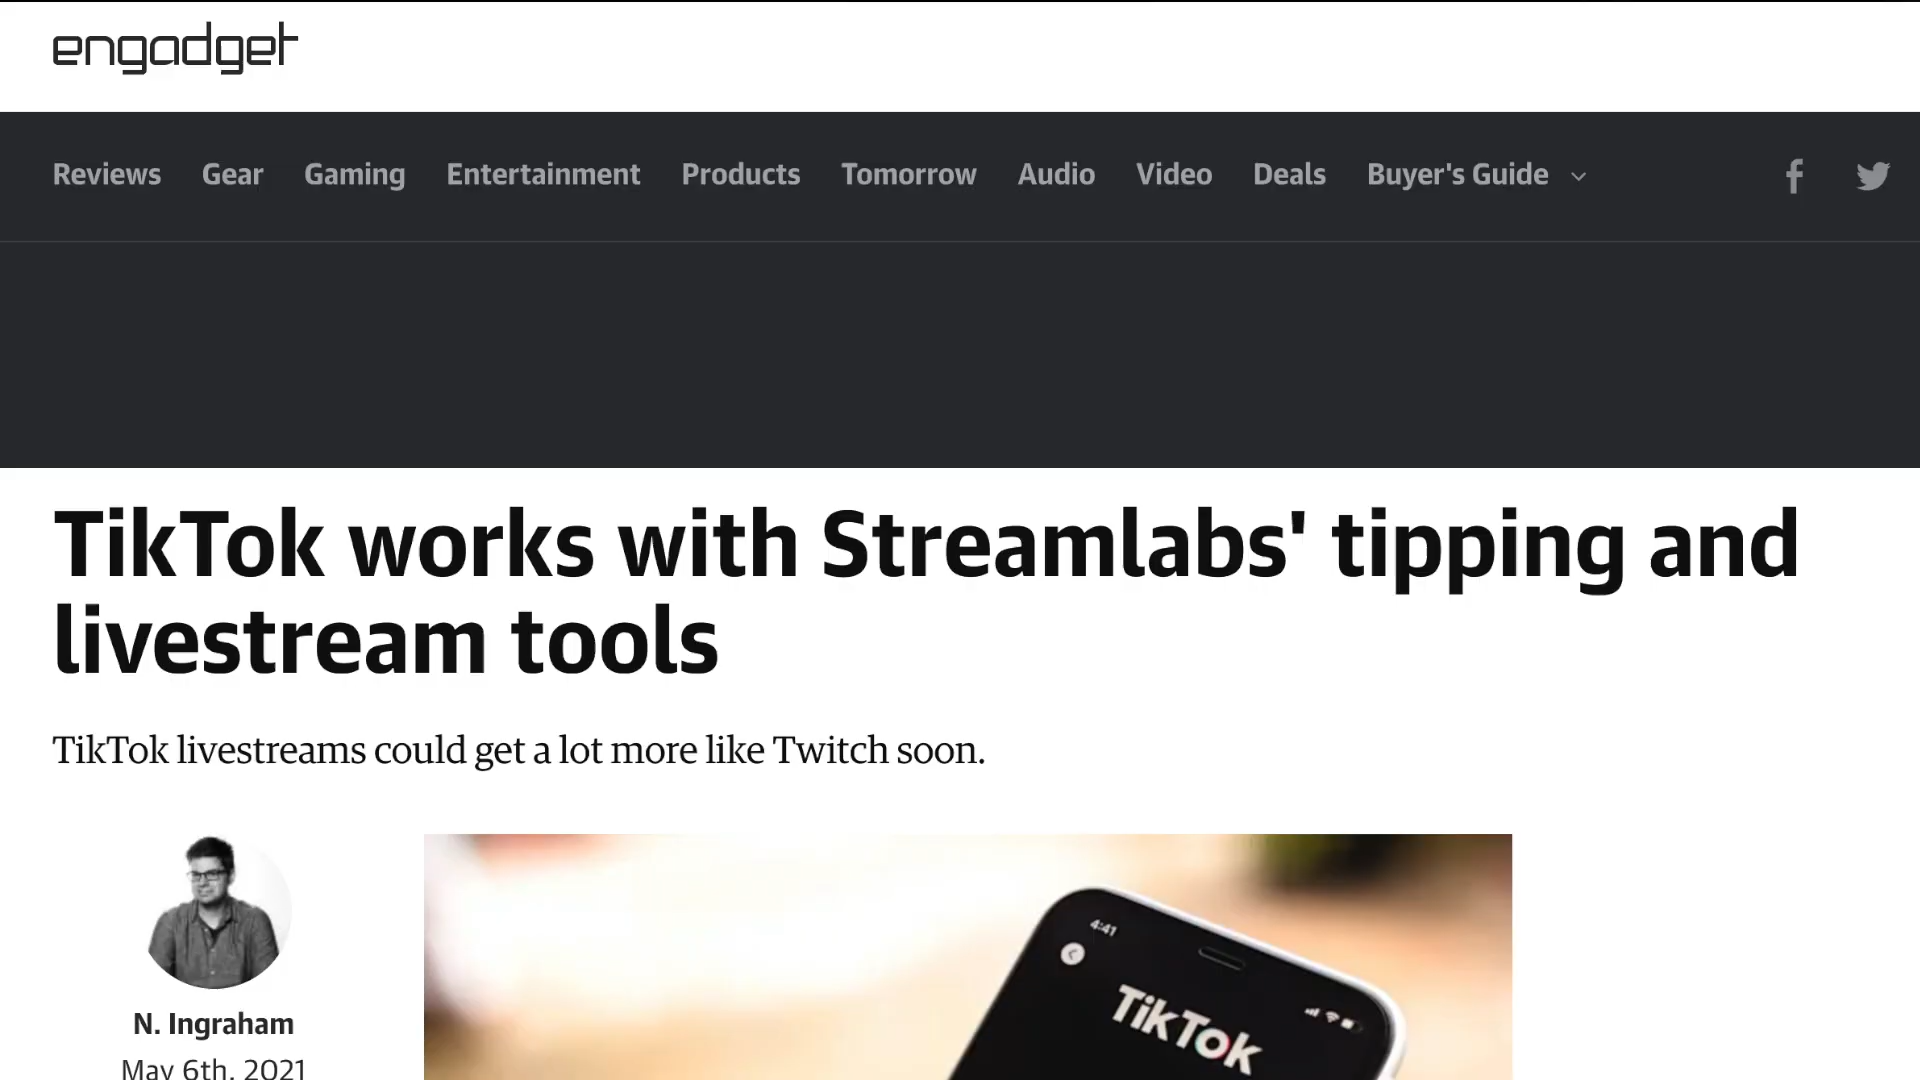 engadget
Reviews Gear Gaming Entertainment Products Tomorrow Audio Video Deals Buyer's Guide
TikTok works with Streamlabs' tipping and
livestream tools
TikTok livestreams could get a lot more like Twitch soon.
4:41
TikTok
N. Ingraham
May 6th, 2021